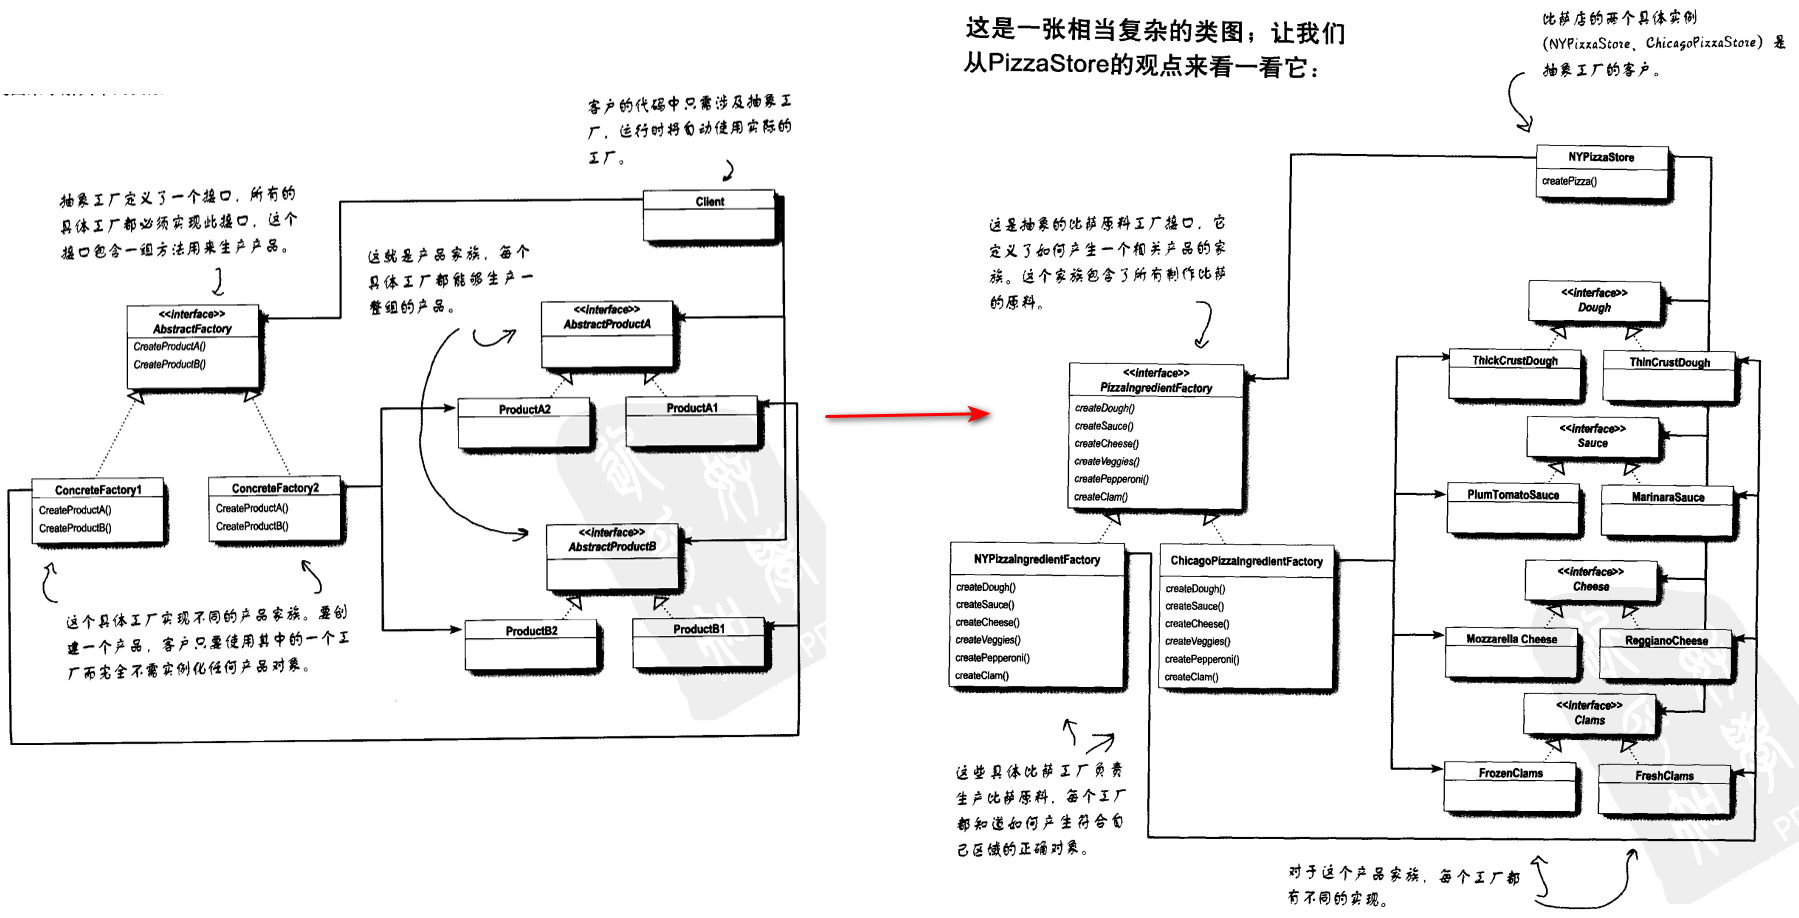 客户的代码中只需涉及抽象工
厂，运行时将自动使用实际的
工厂。
Client
抽象工厂定义了一个接口，所有的
具体工厂都必须实现此接口，这个
接口包含一组方法用来生产产品。
这就是产品家族，每个
具体工厂都能够生产一
整组的产品。
<<interface>>
AbstractFactory
CreateProductA()
CreateProductB()
<<interface>>
AbstractProductA
ProductA2
ProductA1
ConcreteFactory1
CreateProductA()
CreateProductB()
ConcreteFactory2
CreateProductA()
CreateProductB()
<<interface>>
AbstractProductB
ProductB2
ProductB1
这个具体工厂实现不同的产品家族。要创
建一个产品，客户只要使用其中的一个工
厂而完全不需实例化任何产品对象。
这是一张相当复杂的类图；让我们
从PizzaStore的观点来看一看它：
比萨店的两个具体实例
(NYPizzaStore、ChicagoPizzaStore) 是
抽象工厂的客户。
NYPizzaStore
createPizza()
这是抽象的比萨原料工厂接口，它
定义了如何产生一个相关产品的家
族。这个家族包含了所有制作比萨
的原料。
<<interface>>
PizzaIngredientFactory
createDough()
createSauce()
createCheese()
createVeggies()
createPepperoni()
createClam()
NYPizzaIngredientFactory
createDough()
createSauce()
createCheese()
createVeggies()
createPepperoni()
createClam()
ChicagoPizzaIngredientFactory
createDough()
createSauce()
createCheese()
createVeggies()
createPepperoni()
createClam()
<<interface>>
Dough
ThickCrustDough
ThinCrustDough
<<interface>>
Sauce
PlumTomatoSauce
MarinaraSauce
<<interface>>
Cheese
Mozzarella Cheese
ReggianoCheese
<<interface>>
Clams
FrozenClams
FreshClams
这些具体比萨工厂负责
生产比萨原料，每个工厂
都知道如何产生符合自
己区域的正确对象。
对于这个产品家族，每个工厂都
有不同的实现。